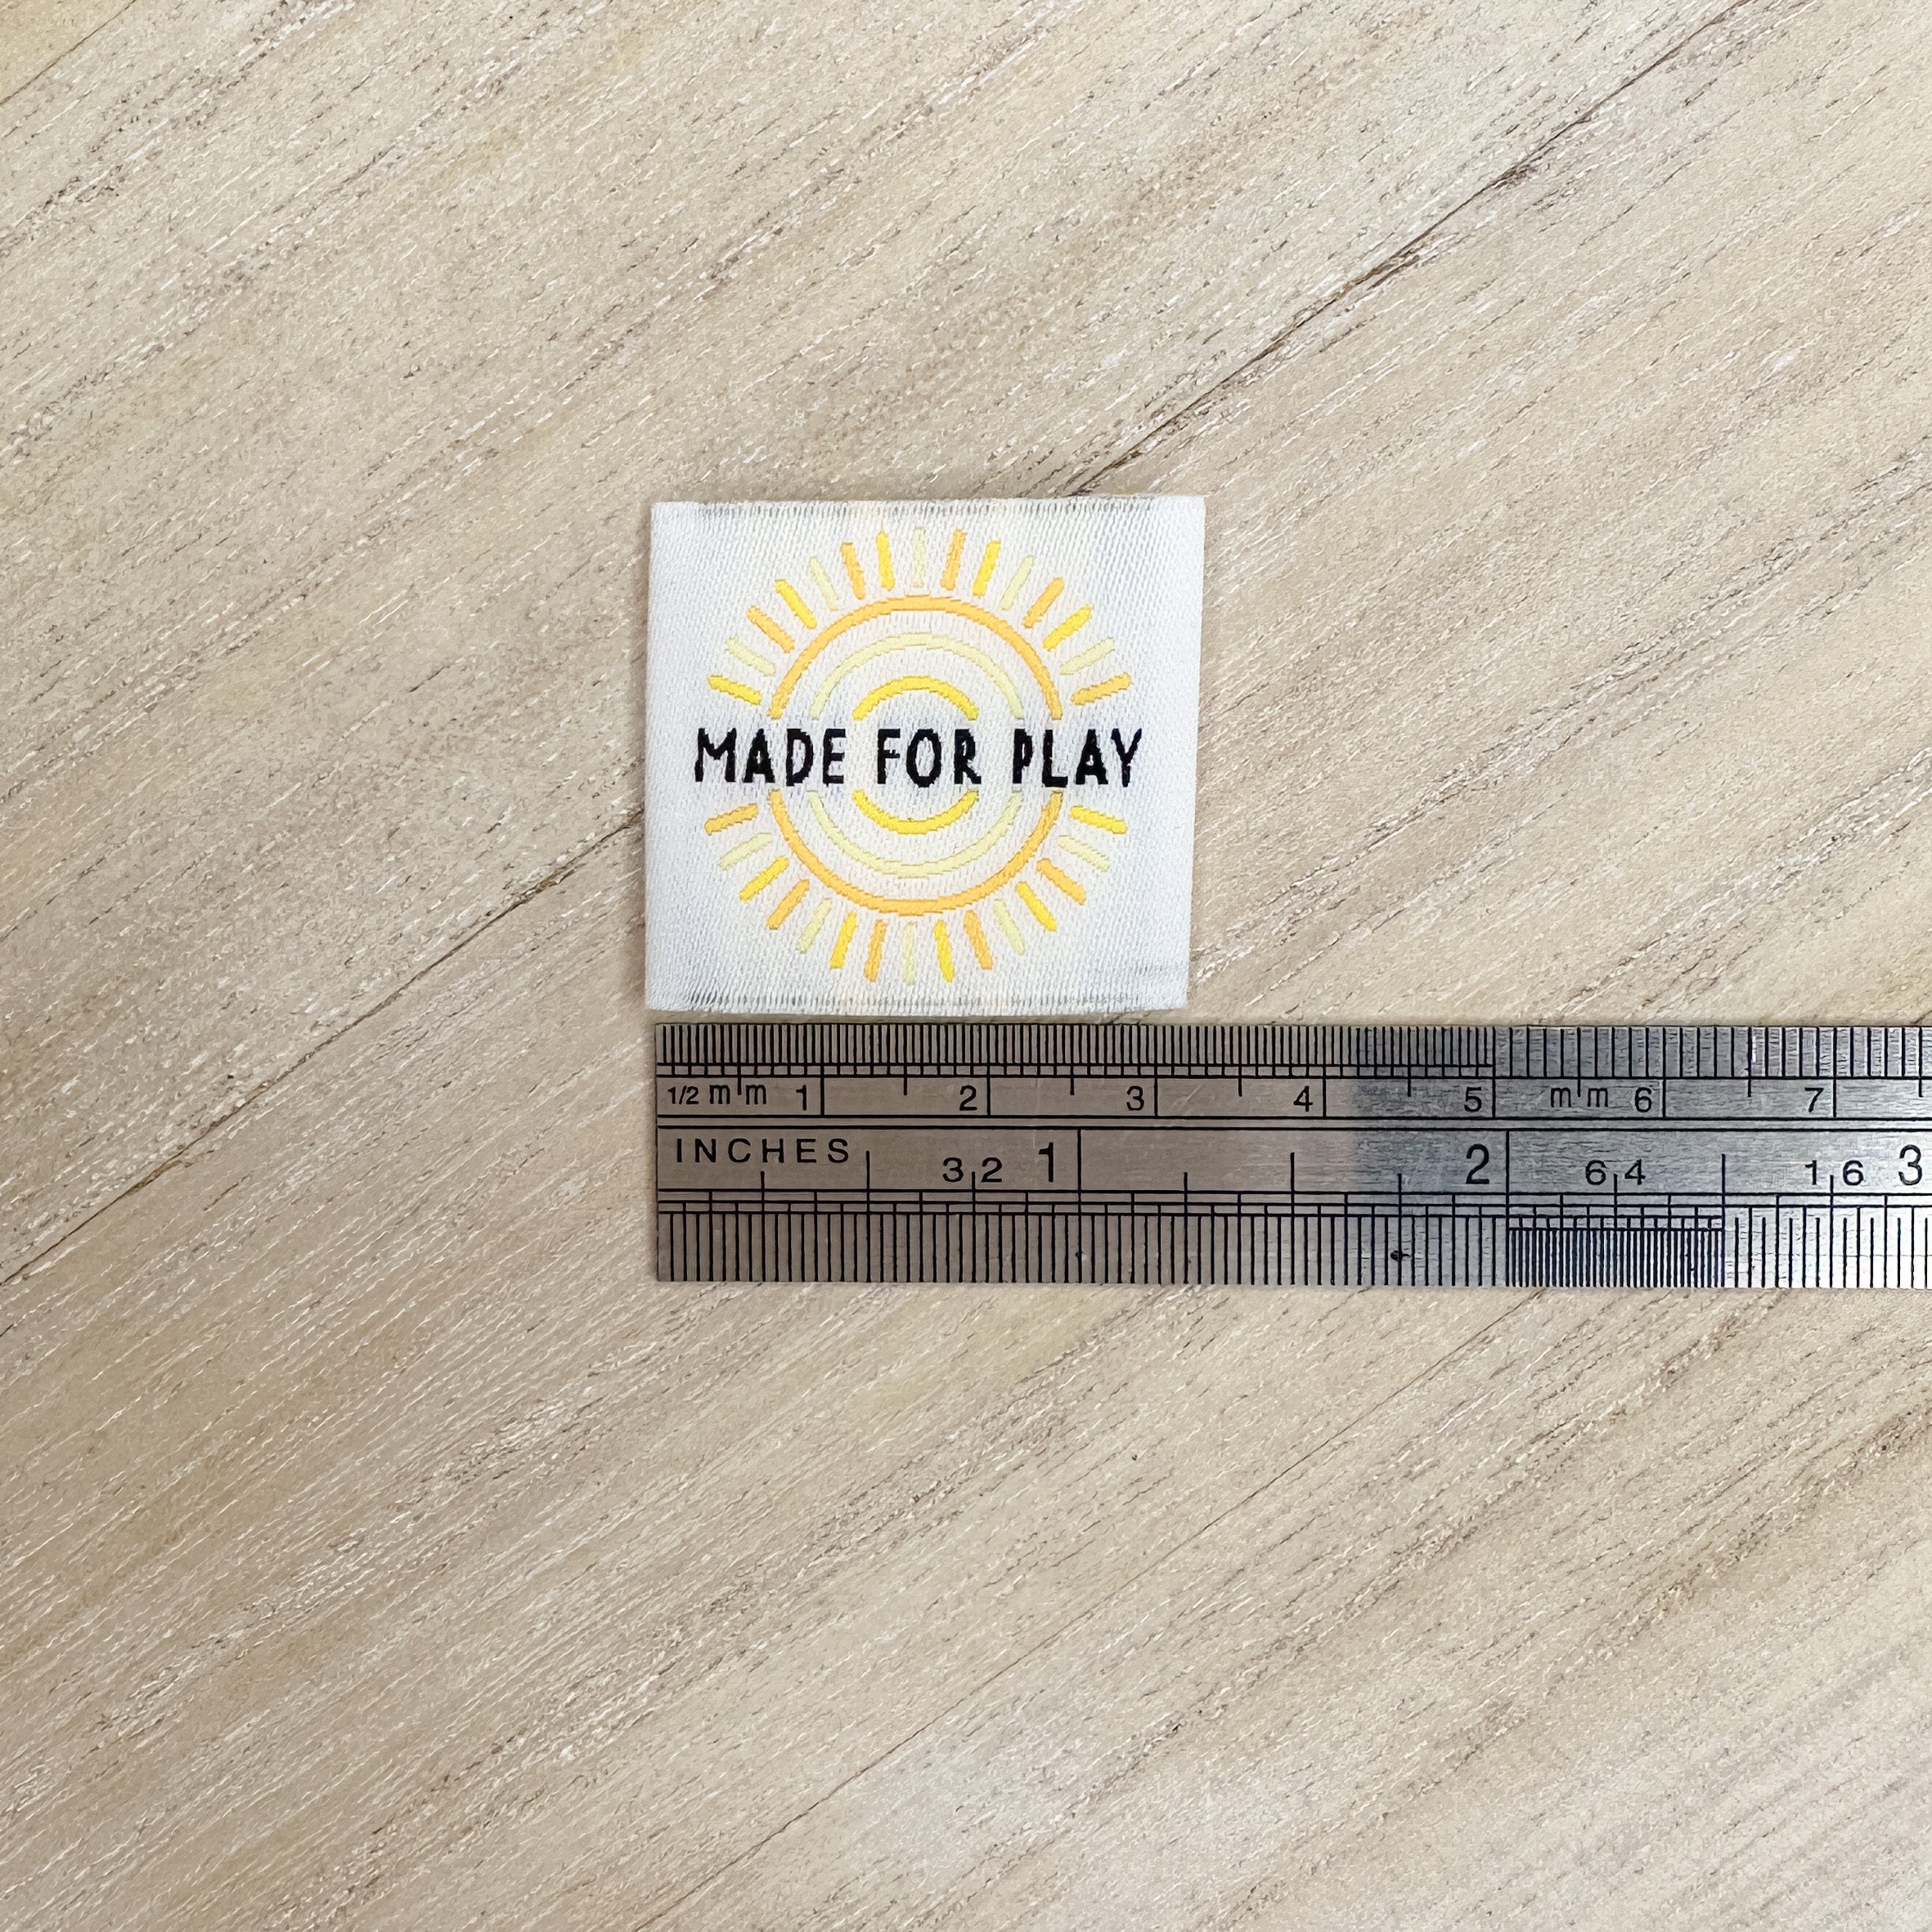 MADE FOR PLAY
1/2 mm 1 2 3 4 5 mm 6 7
INCHES 32 1 2 64 16 3